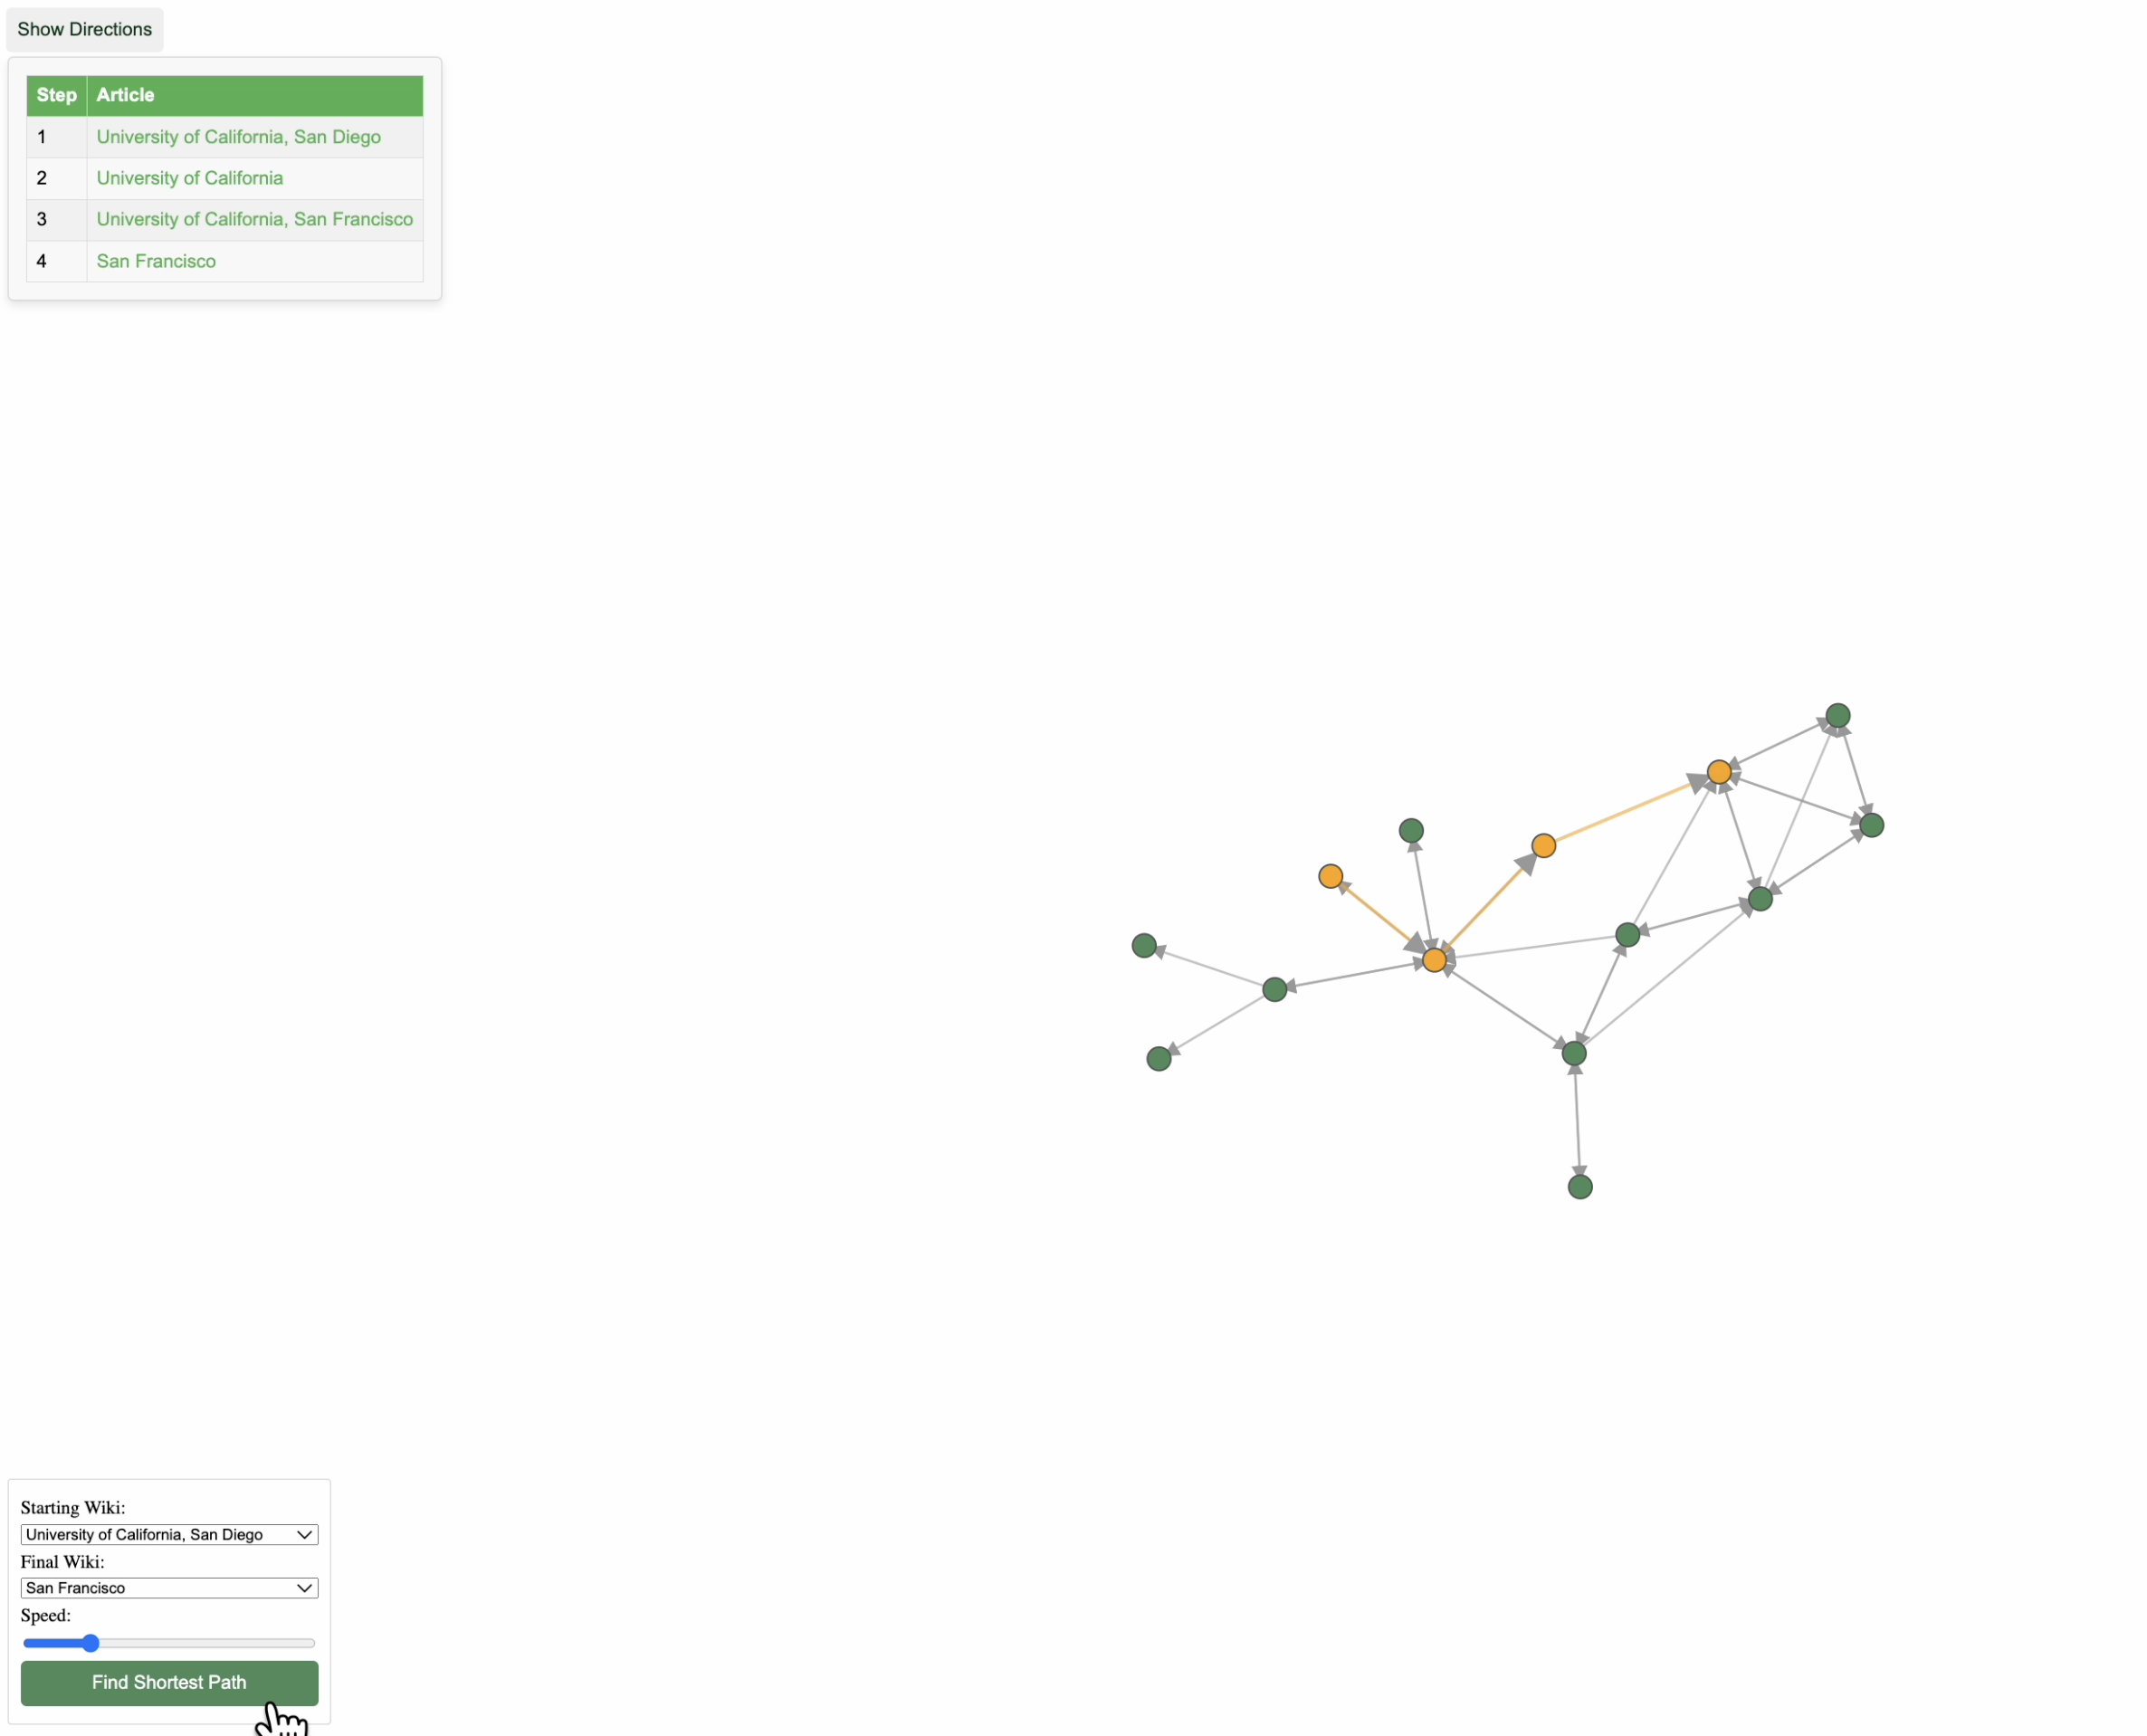 Show Directions
Step Article
1 University of California, San Diego
2 University of California
3 University of California, San Francisco
4 San Francisco
Starting Wiki:
University of California, San Diego
Final Wiki:
San Francisco
Speed:
Find Shortest Path